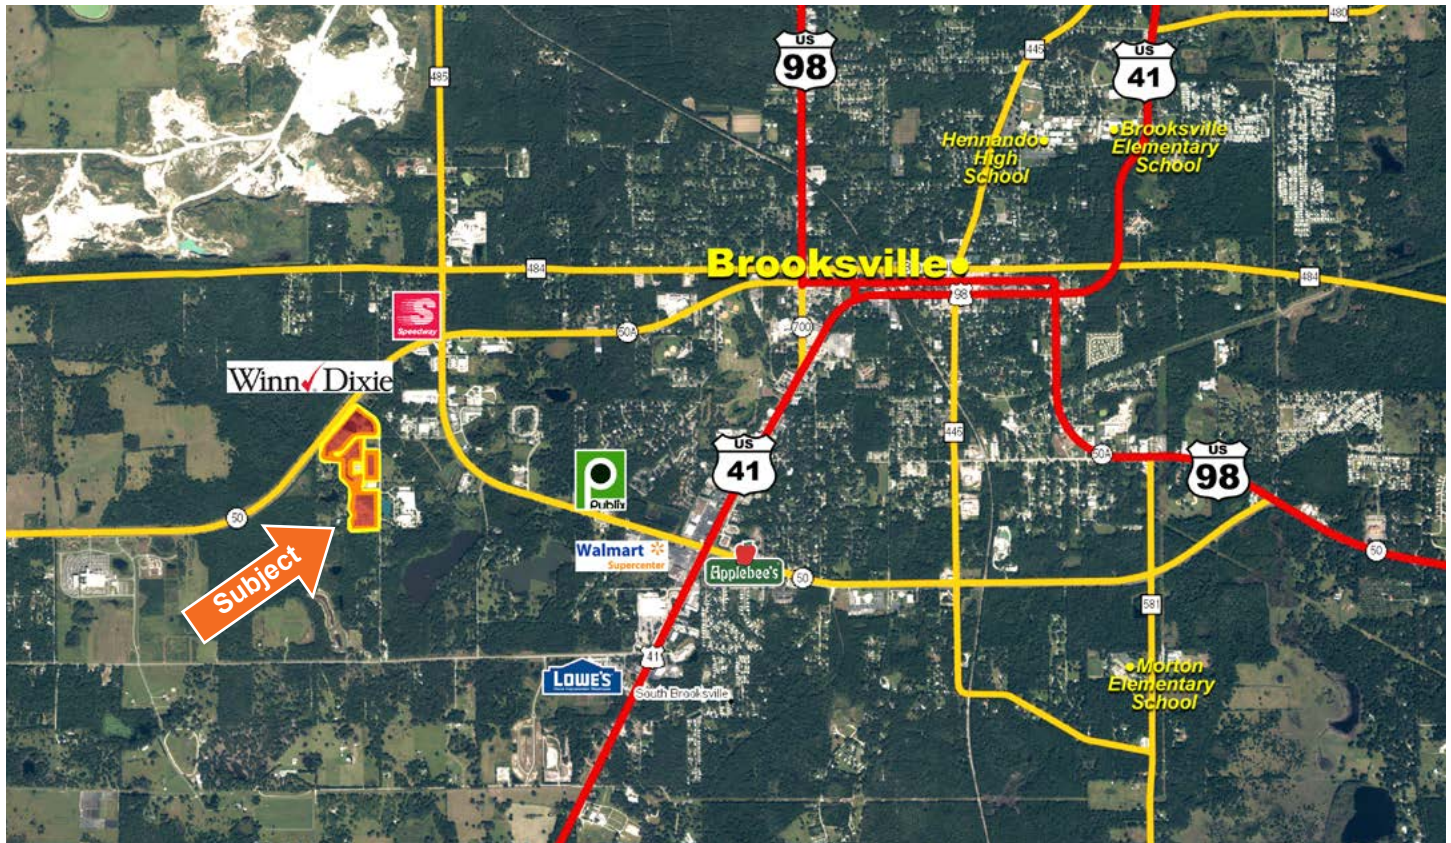 480
US
98
445
US
41
485
Brooksville
Elementary
School
Hennando
High
School
Brooksville
484
484
98
S
Speedway
50A
700
Winn Dixie
US
41
445
50A
US
98
Publix
50
Subject
Walmart
Supercenter
Applebee's
50
50
581
41
LOWE'S
South Brooksville
Morton
Elementary
School